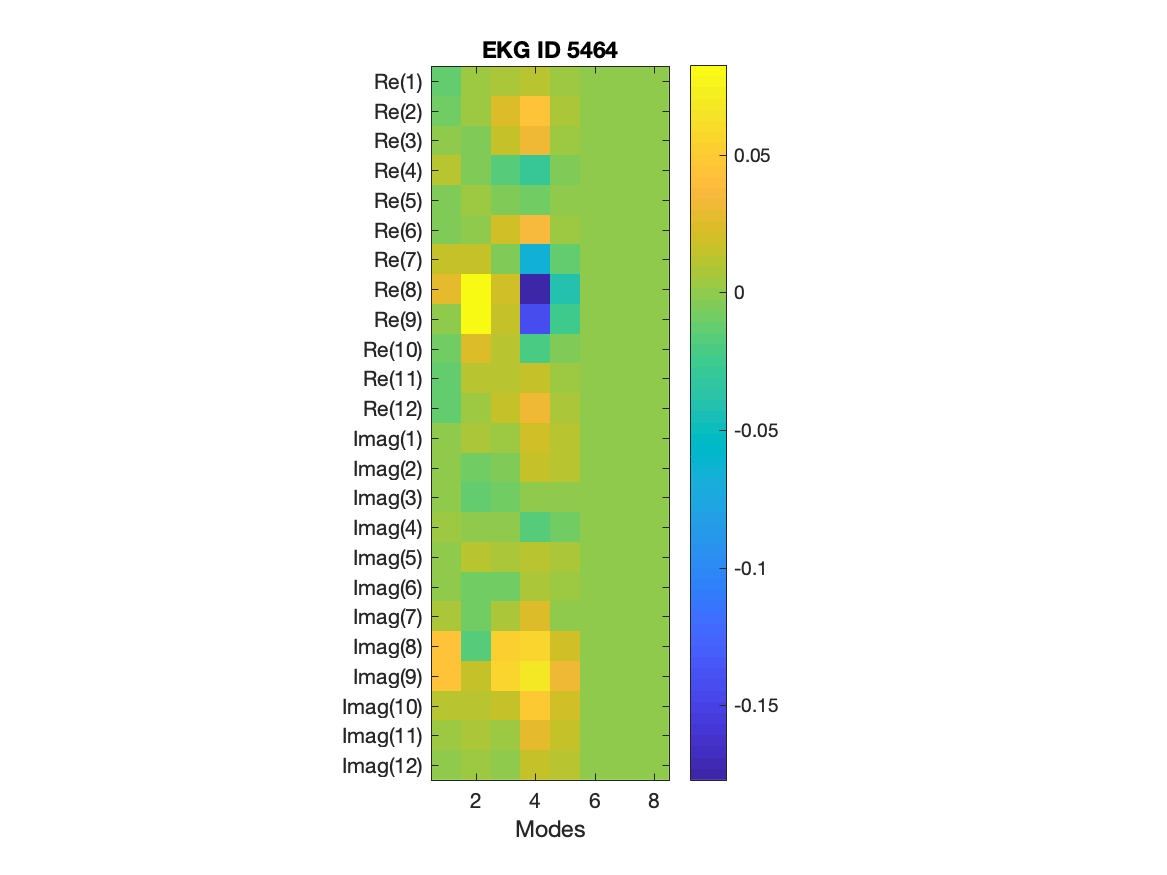 EKG ID 5464
Re(1)
Re(2)
Re(3)
Re(4)
Re(5)
Re(6)
Re(7)
Re(8)
Re(9)
Re(10)
Re(11)
Re(12)
Imag(1)
Imag(2)
Imag(3)
Imag(4)
Imag(5)
Imag(6)
Imag(7)
Imag(8)
Imag(9)
Imag(10)
Imag(11)
Imag(12)
2 4 6 8
Modes
0.05
0
-0.05
-0.1
-0.15